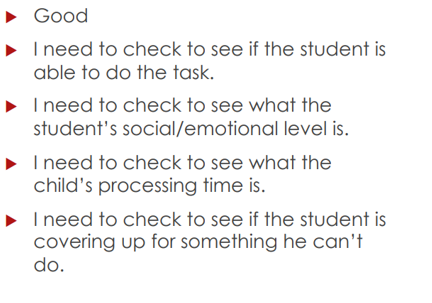 Good
I need to check to see if the student is
able to do the task.
I need to check to see what the
student's social/emotional level is.
I need to check to see what the
child's processing time is.
I need to check to see if the student is
covering up for something he can't
do.